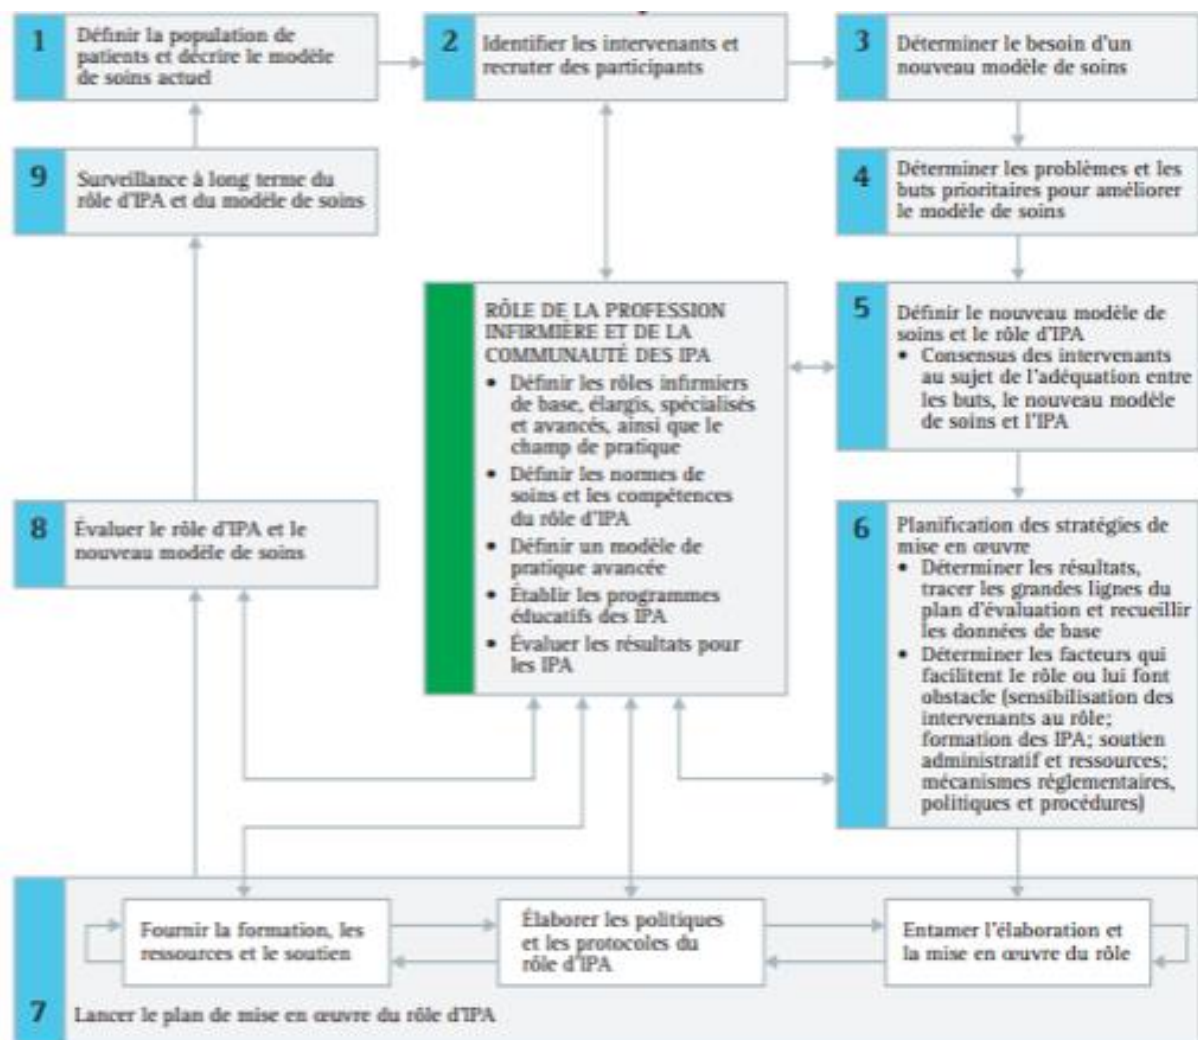 1
Définir la population de
patients et décrire le modèle
de soins actuel
2
Identifier les intervenants et
recruter des participants
3
Déterminer le besoin d'un
nouveau modèle de soins
9
Surveillance à long terme du
rôle d'IPA et du modèle de soins
4
Déterminer les problèmes et les
buts prioritaires pour améliorer
le modèle de soins
RÔLE DE LA PROFESSION
INFIRMIÈRE ET DE LA
COMMUNAUTÉ DES IPA
• Définir les rôles infirmiers
de base, élargis, spécialisés
et avancés, ainsi que le
champ de pratique
• Définir les normes de
soins et les compétences
du rôle d'IPA
• Définir un modèle de
pratique avancée
• Établir les programmes
éducatifs des IPA
• Évaluer les résultats pour
les IPA
5
Définir le nouveau modèle de
soins et le rôle d'IPA
• Consensus des intervenants
au sujet de l'adéquation entre
les buts, le nouveau modèle
de soins et l'IPA
8
Évaluer le rôle d'IPA et le
nouveau modèle de soins
6
Planification des stratégies de
mise en œuvre
• Déterminer les résultats,
tracer les grandes lignes du
plan d'évaluation et recueillir
les données de base
• Déterminer les facteurs qui
facilitent le rôle ou lui font
obstacle (sensibilisation des
intervenants au rôle;
formation des IPA; soutien
administratif et ressources;
mécanismes réglementaires,
politiques et procédures)
Fournir la formation, les
ressources et le soutien
Élaborer les politiques
et les protocoles du
rôle d'IPA
Entamer l'élaboration et
la mise en œuvre du rôle
7
Lancer le plan de mise en œuvre du rôle d'IPA